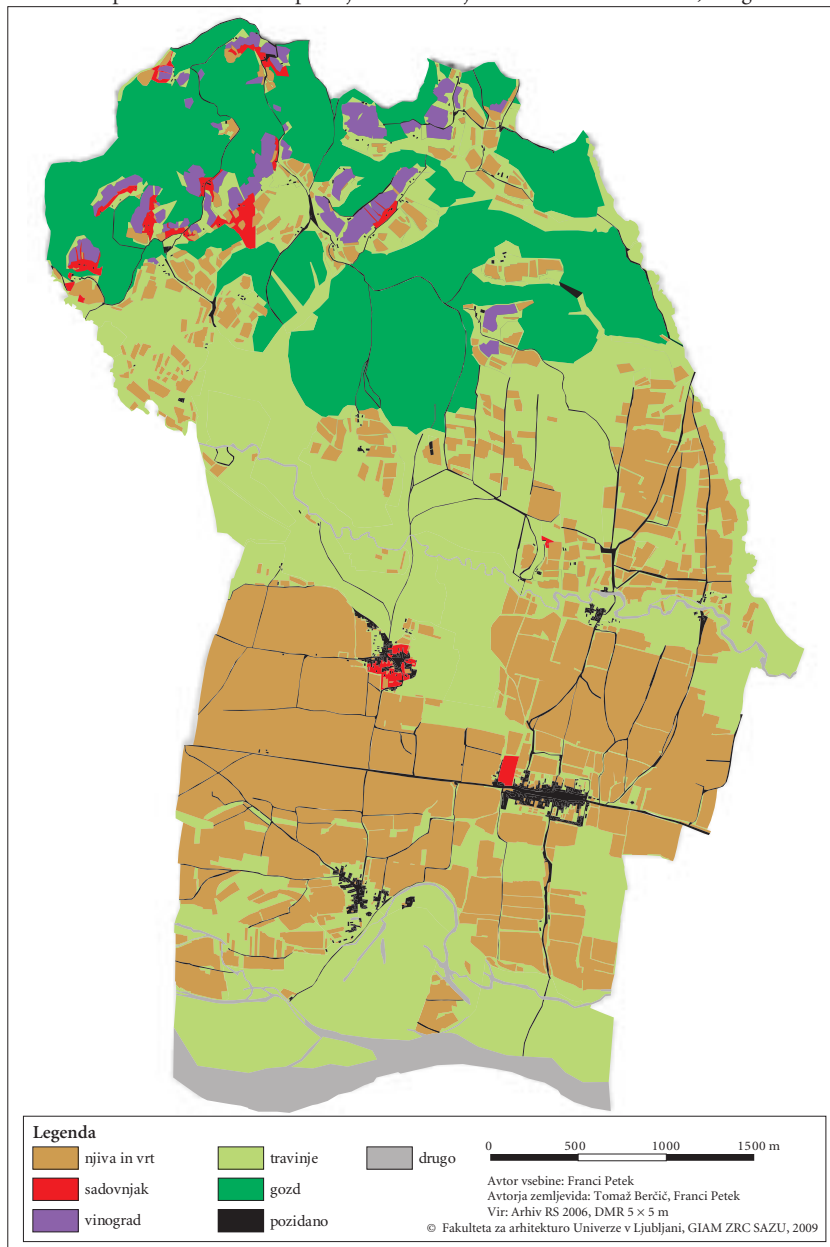 Legenda
njiva in vrt
sadovnjak
vinograd
travinje
gozd
pozidano
drugo
0 500 1000 1500 m
Avtor vsebine: Franci Petek
Avtorja zemljevida: Tomaž Berčič, Franci Petek
Vir: Arhiv RS 2006, DMR 5 × 5 m
© Fakulteta za arhitekturo Univerze v Ljubljani, GIAM ZRC SAZU, 2009